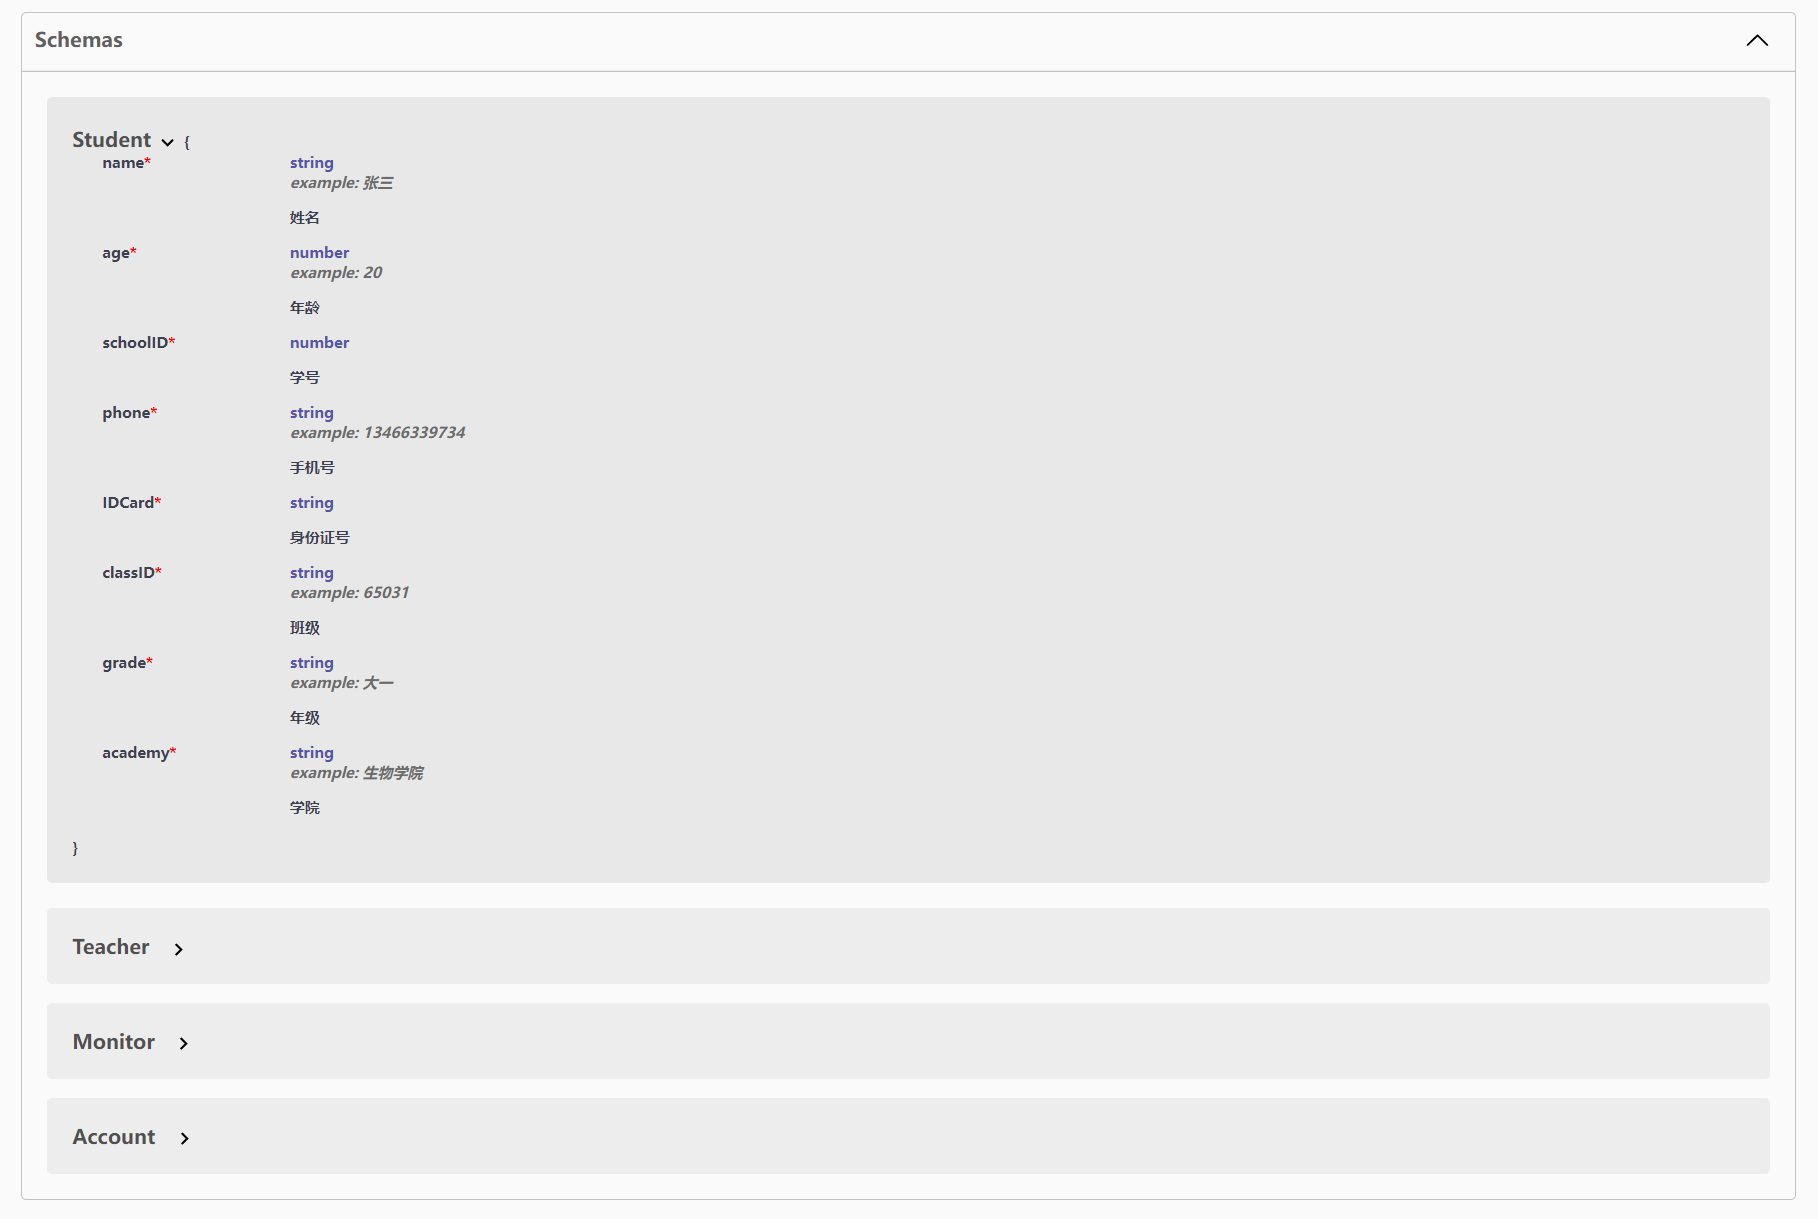 Schemas
Student {
name* string
example: 张三
姓名
age* number
example: 20
年龄
schoolID* number
学号
phone* string
example: 13466339734
手机号
IDCard* string
身份证号
classID* string
example: 65031
班级
grade* string
example: 大一
年级
academy* string
example: 生物学院
学院
}
Teacher
Monitor
Account